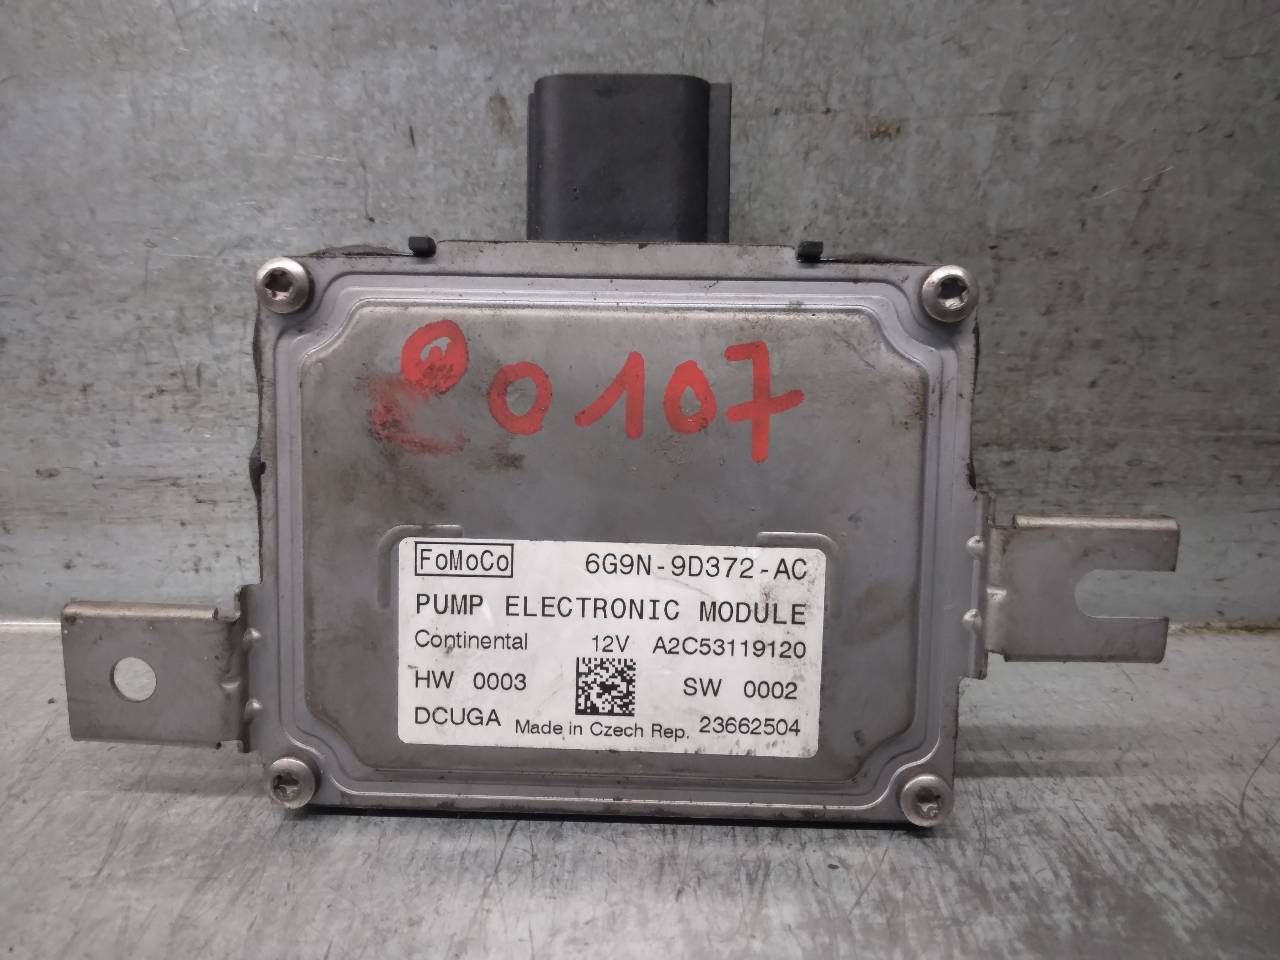 0107
FoMoCo 6G9N-9D372-AC
PUMP ELECTRONIC MODULE
Continental 12V A2C53119120
HW 0003 SW 0002
DCUGA Made in Czech Rep. 23662504